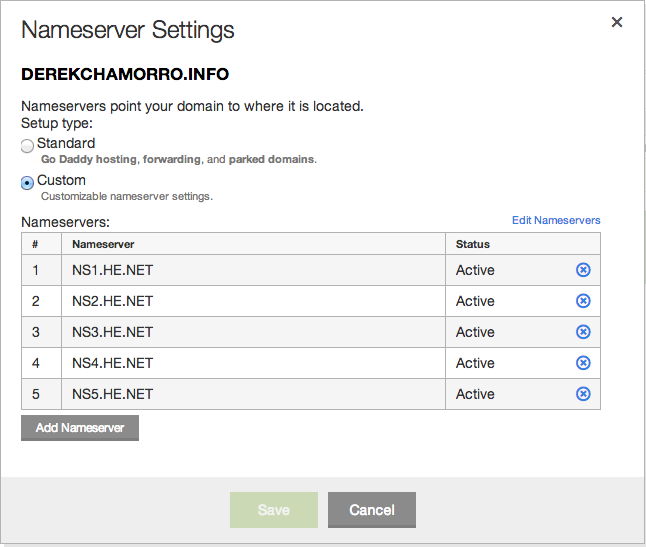 Nameserver Settings
DEREKCHAMORRO.INFO
Nameservers point your domain to where it is located.
Setup type:
Standard
Go Daddy hosting, forwarding, and parked domains.
Custom
Customizable nameserver settings.
Nameservers: Edit Nameservers
# Nameserver Status
1 NS1.HE.NET Active
2 NS2.HE.NET Active
3 NS3.HE.NET Active
4 NS4.HE.NET Active
5 NS5.HE.NET Active
Add Nameserver
Save Cancel